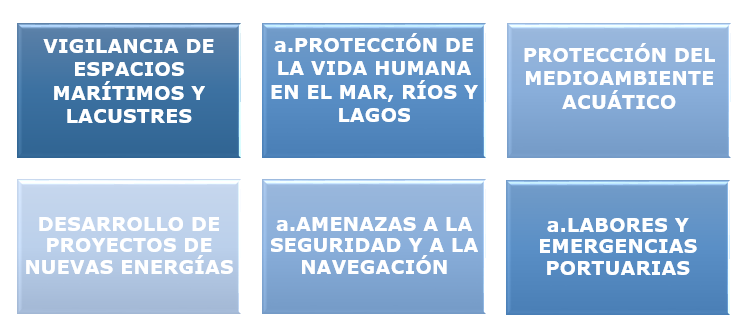 VIGILANCIA DE
ESPACIOS
MARÍTIMOS Y
LACUSTRES
a.PROTECCIÓN DE
LA VIDA HUMANA
EN EL MAR, RÍOS Y
LAGOS
PROTECCIÓN DEL
MEDIOAMBIENTE
ACUÁTICO
DESARROLLO DE
PROYECTOS DE
NUEVAS ENERGÍAS
a.AMENAZAS A LA
SEGURIDAD Y A LA
NAVEGACIÓN
a.LABORES Y
EMERGENCIAS
PORTUARIAS